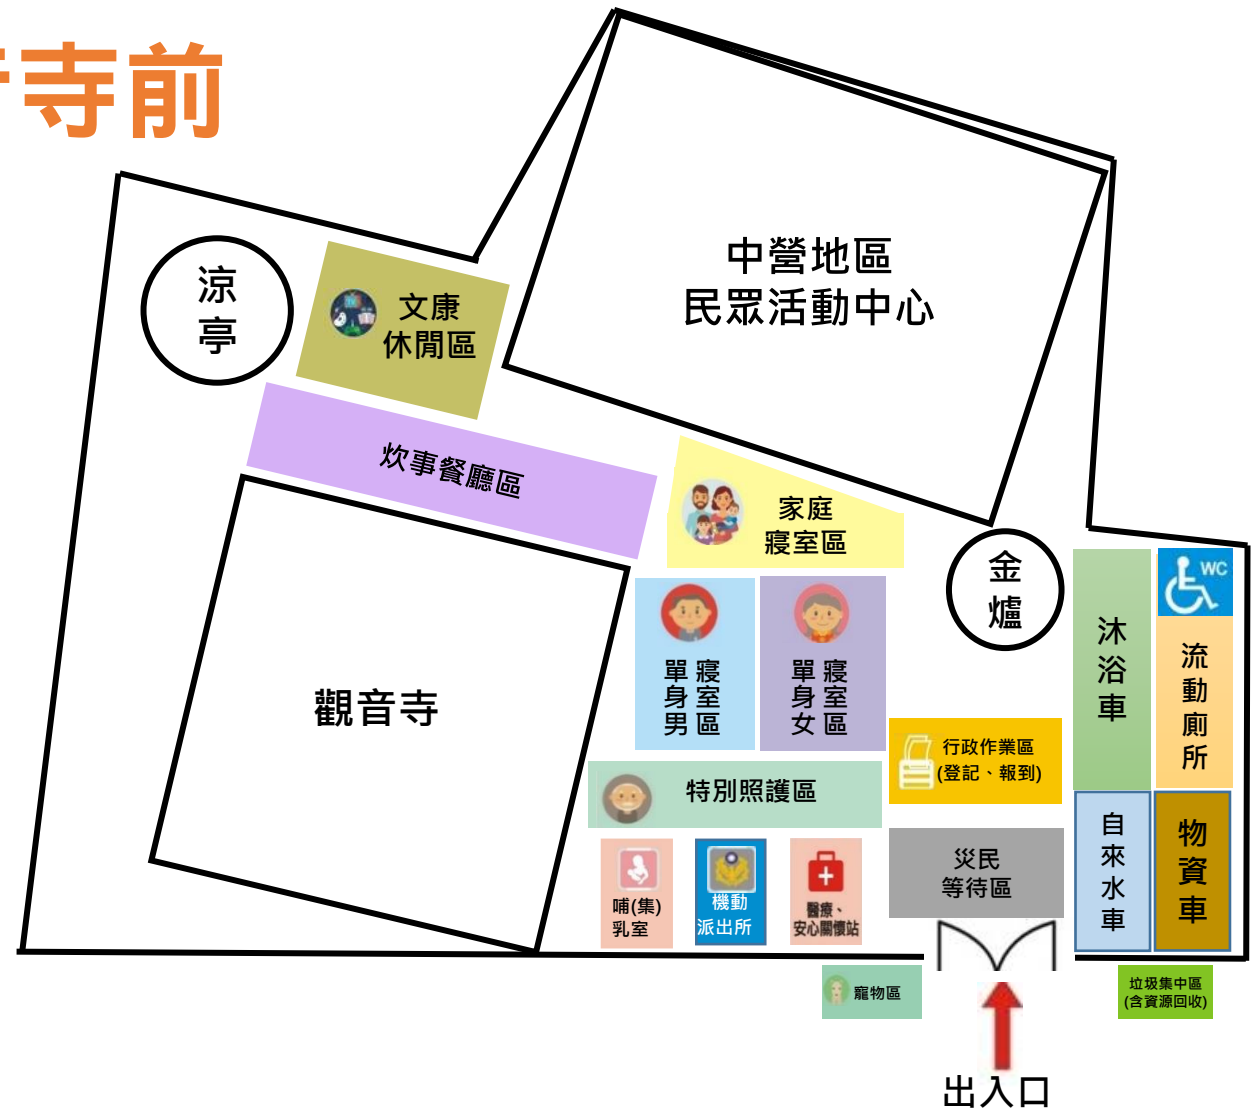 寺前
中營地區
民眾活動中心
涼
亭
文康
休閒區
炊事餐廳區
家庭
寢室區
金
爐
WC
沐浴車
流動廁所
觀音寺
單身男
寢室區
單身女
寢室區
行政作業區
(登記、報到)
特別照護區
自來水車
物資車
災民
等待區
哺(集)
乳室
機動
派出所
醫療、
安心關懷站
寵物區
垃圾集中區
(含資源回收)
出入口